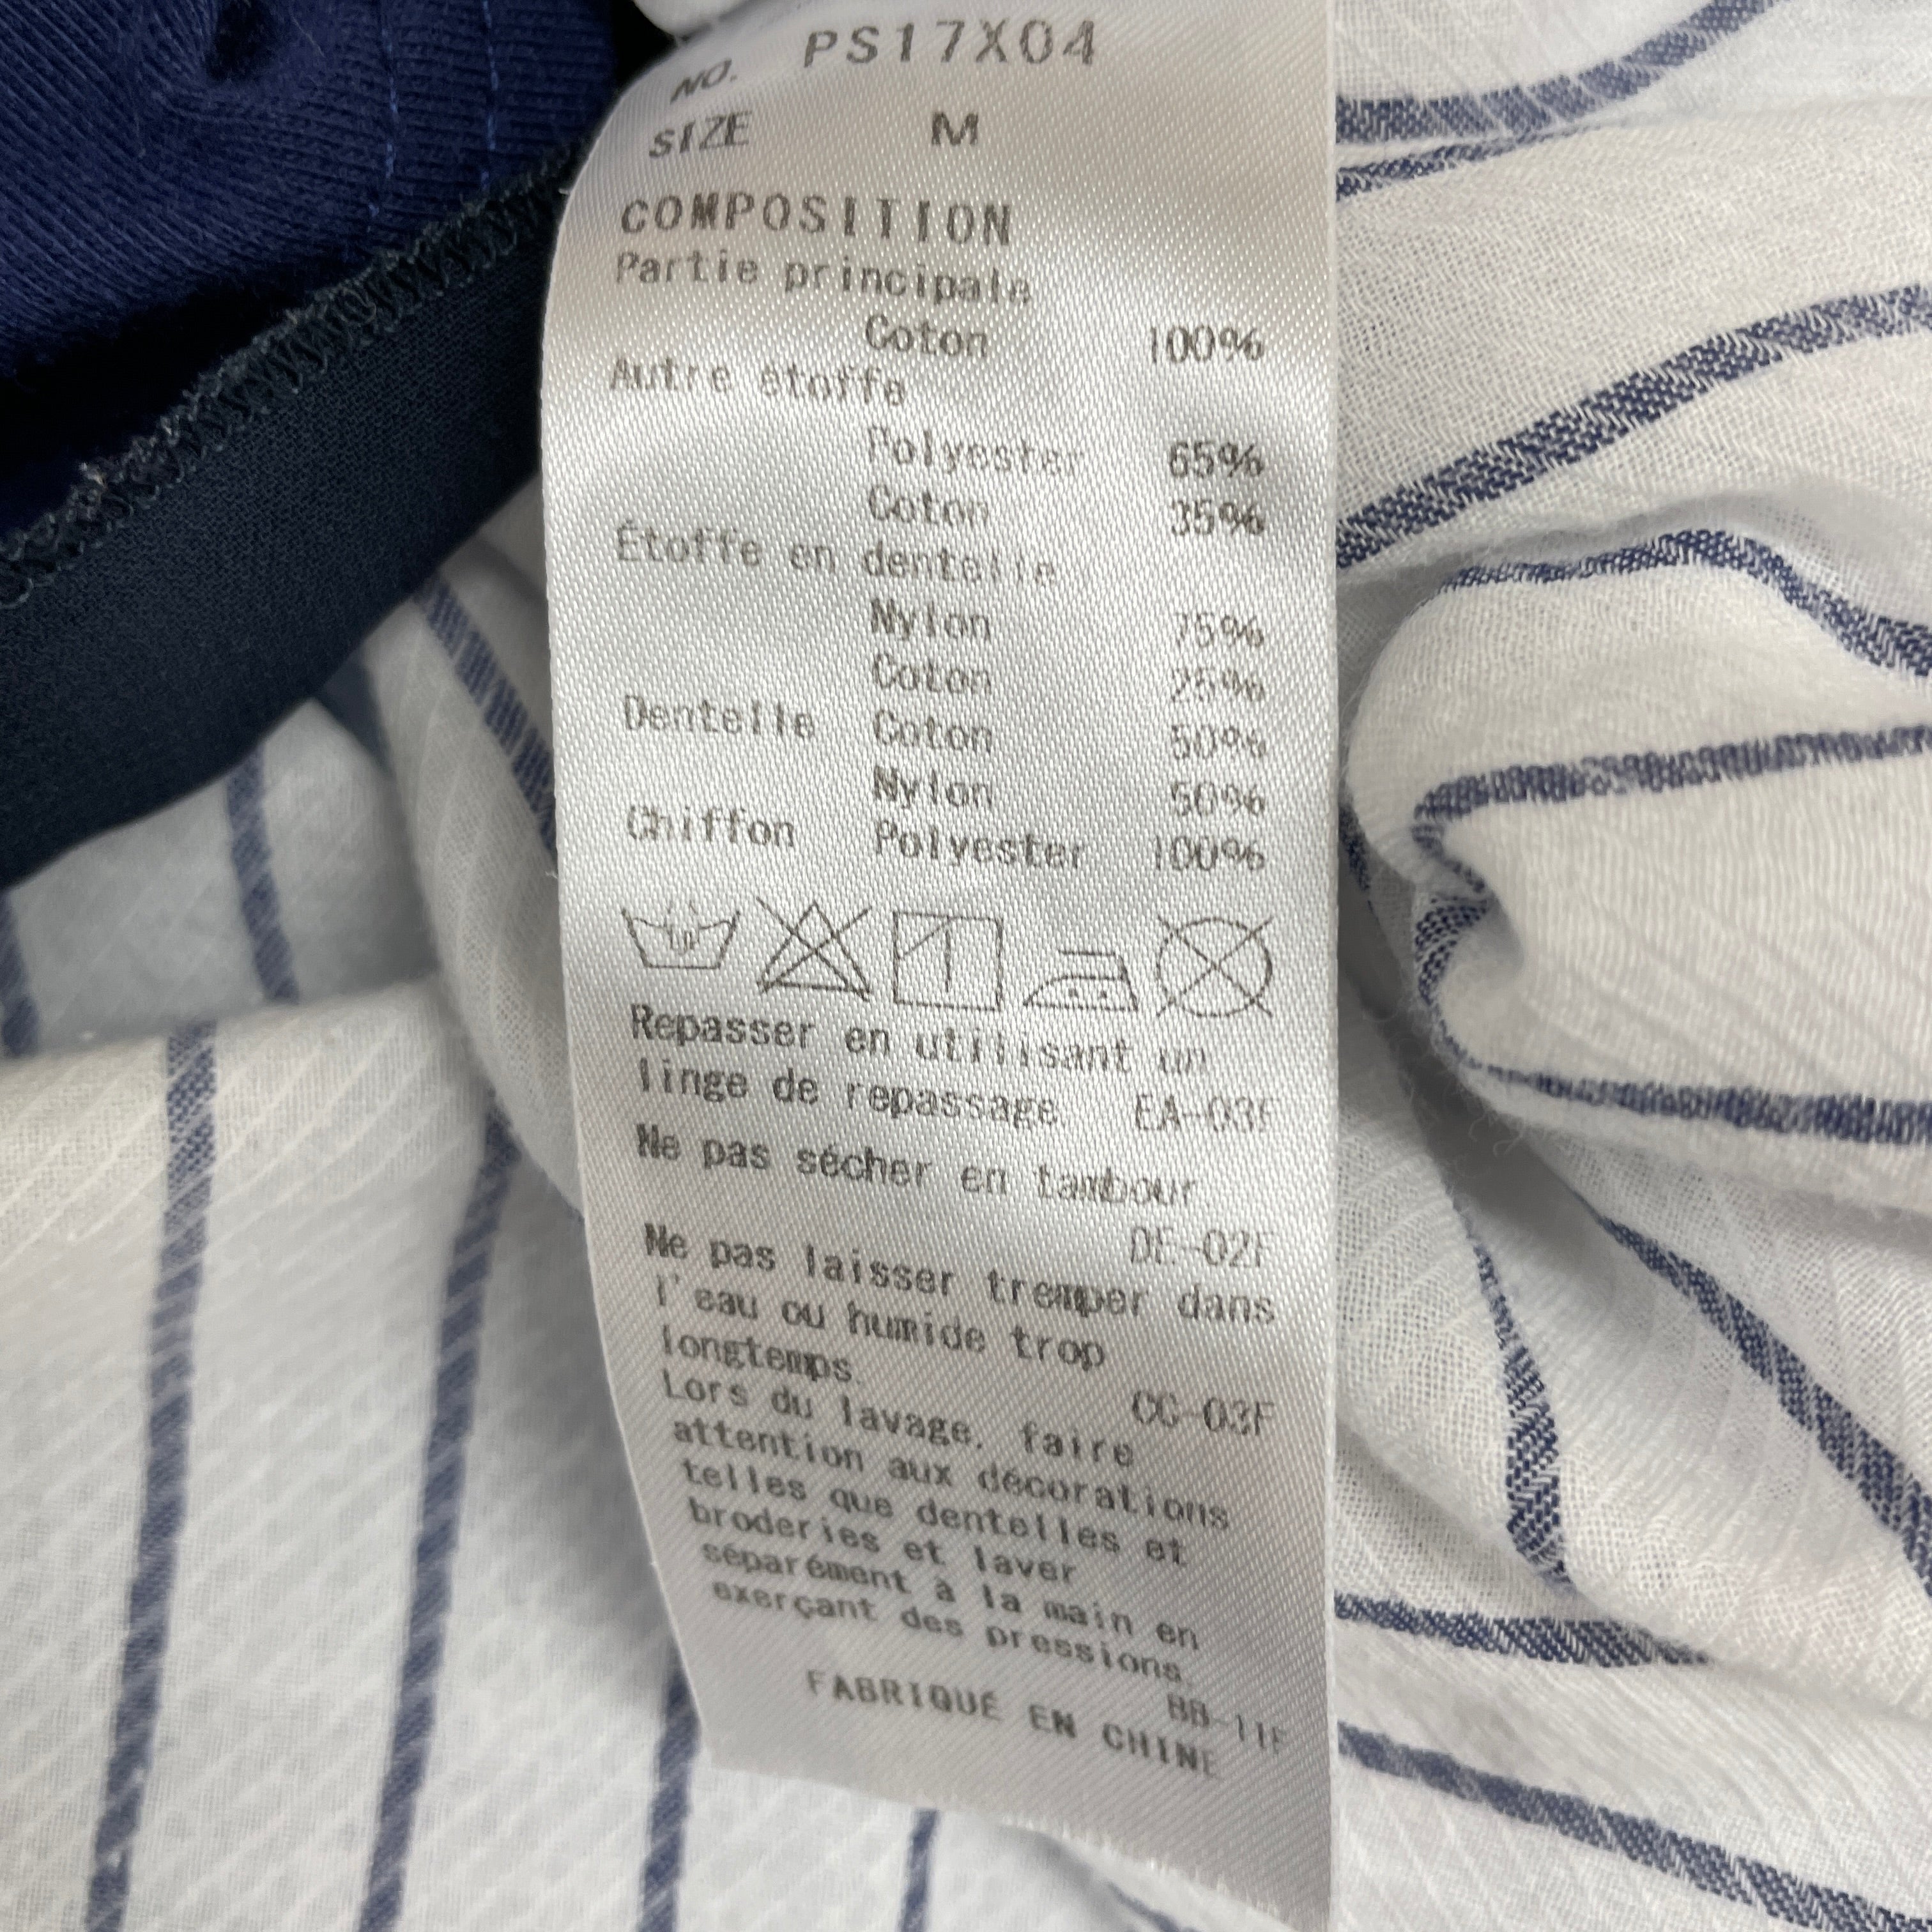 NO. PS17X04
SIZE M
COMPOSITION
Partie principale
Coton 100%
Autre étoffe
Polyester 65%
Coton 35%
Étoffe en dentelle
Nylon 75%
Coton 25%
Dentelle Coton 50%
Nylon 50%
Chiffon Polyester 100%
Repasser en utilisant un
linge de repassage EA-03F
Ne pas sécher en tambour
DE-02F
Ne pas laisser tremper dans
l'eau ou humide trop
longtemps.
CC-03F
Lors du lavage, faire
attention aux décorations
telles que dentelles et
broderies et laver
séparément à la main en
exerçant des pressions.
BB-11F
FABRIQUÉ EN CHINE